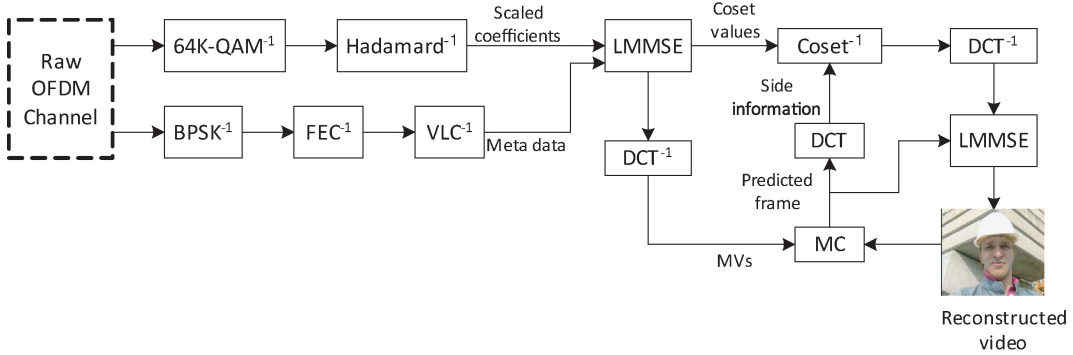 Raw
OFDM
Channel
64K-QAM-1
Hadamard-1
Scaled
coefficients
LMMSE
Coset
values
Coset-1
DCT-1
BPSK-1
FEC-1
VLC-1
Meta data
DCT-1
Side
information
DCT
LMMSE
Predicted
frame
MVs
MC
Reconstructed
video